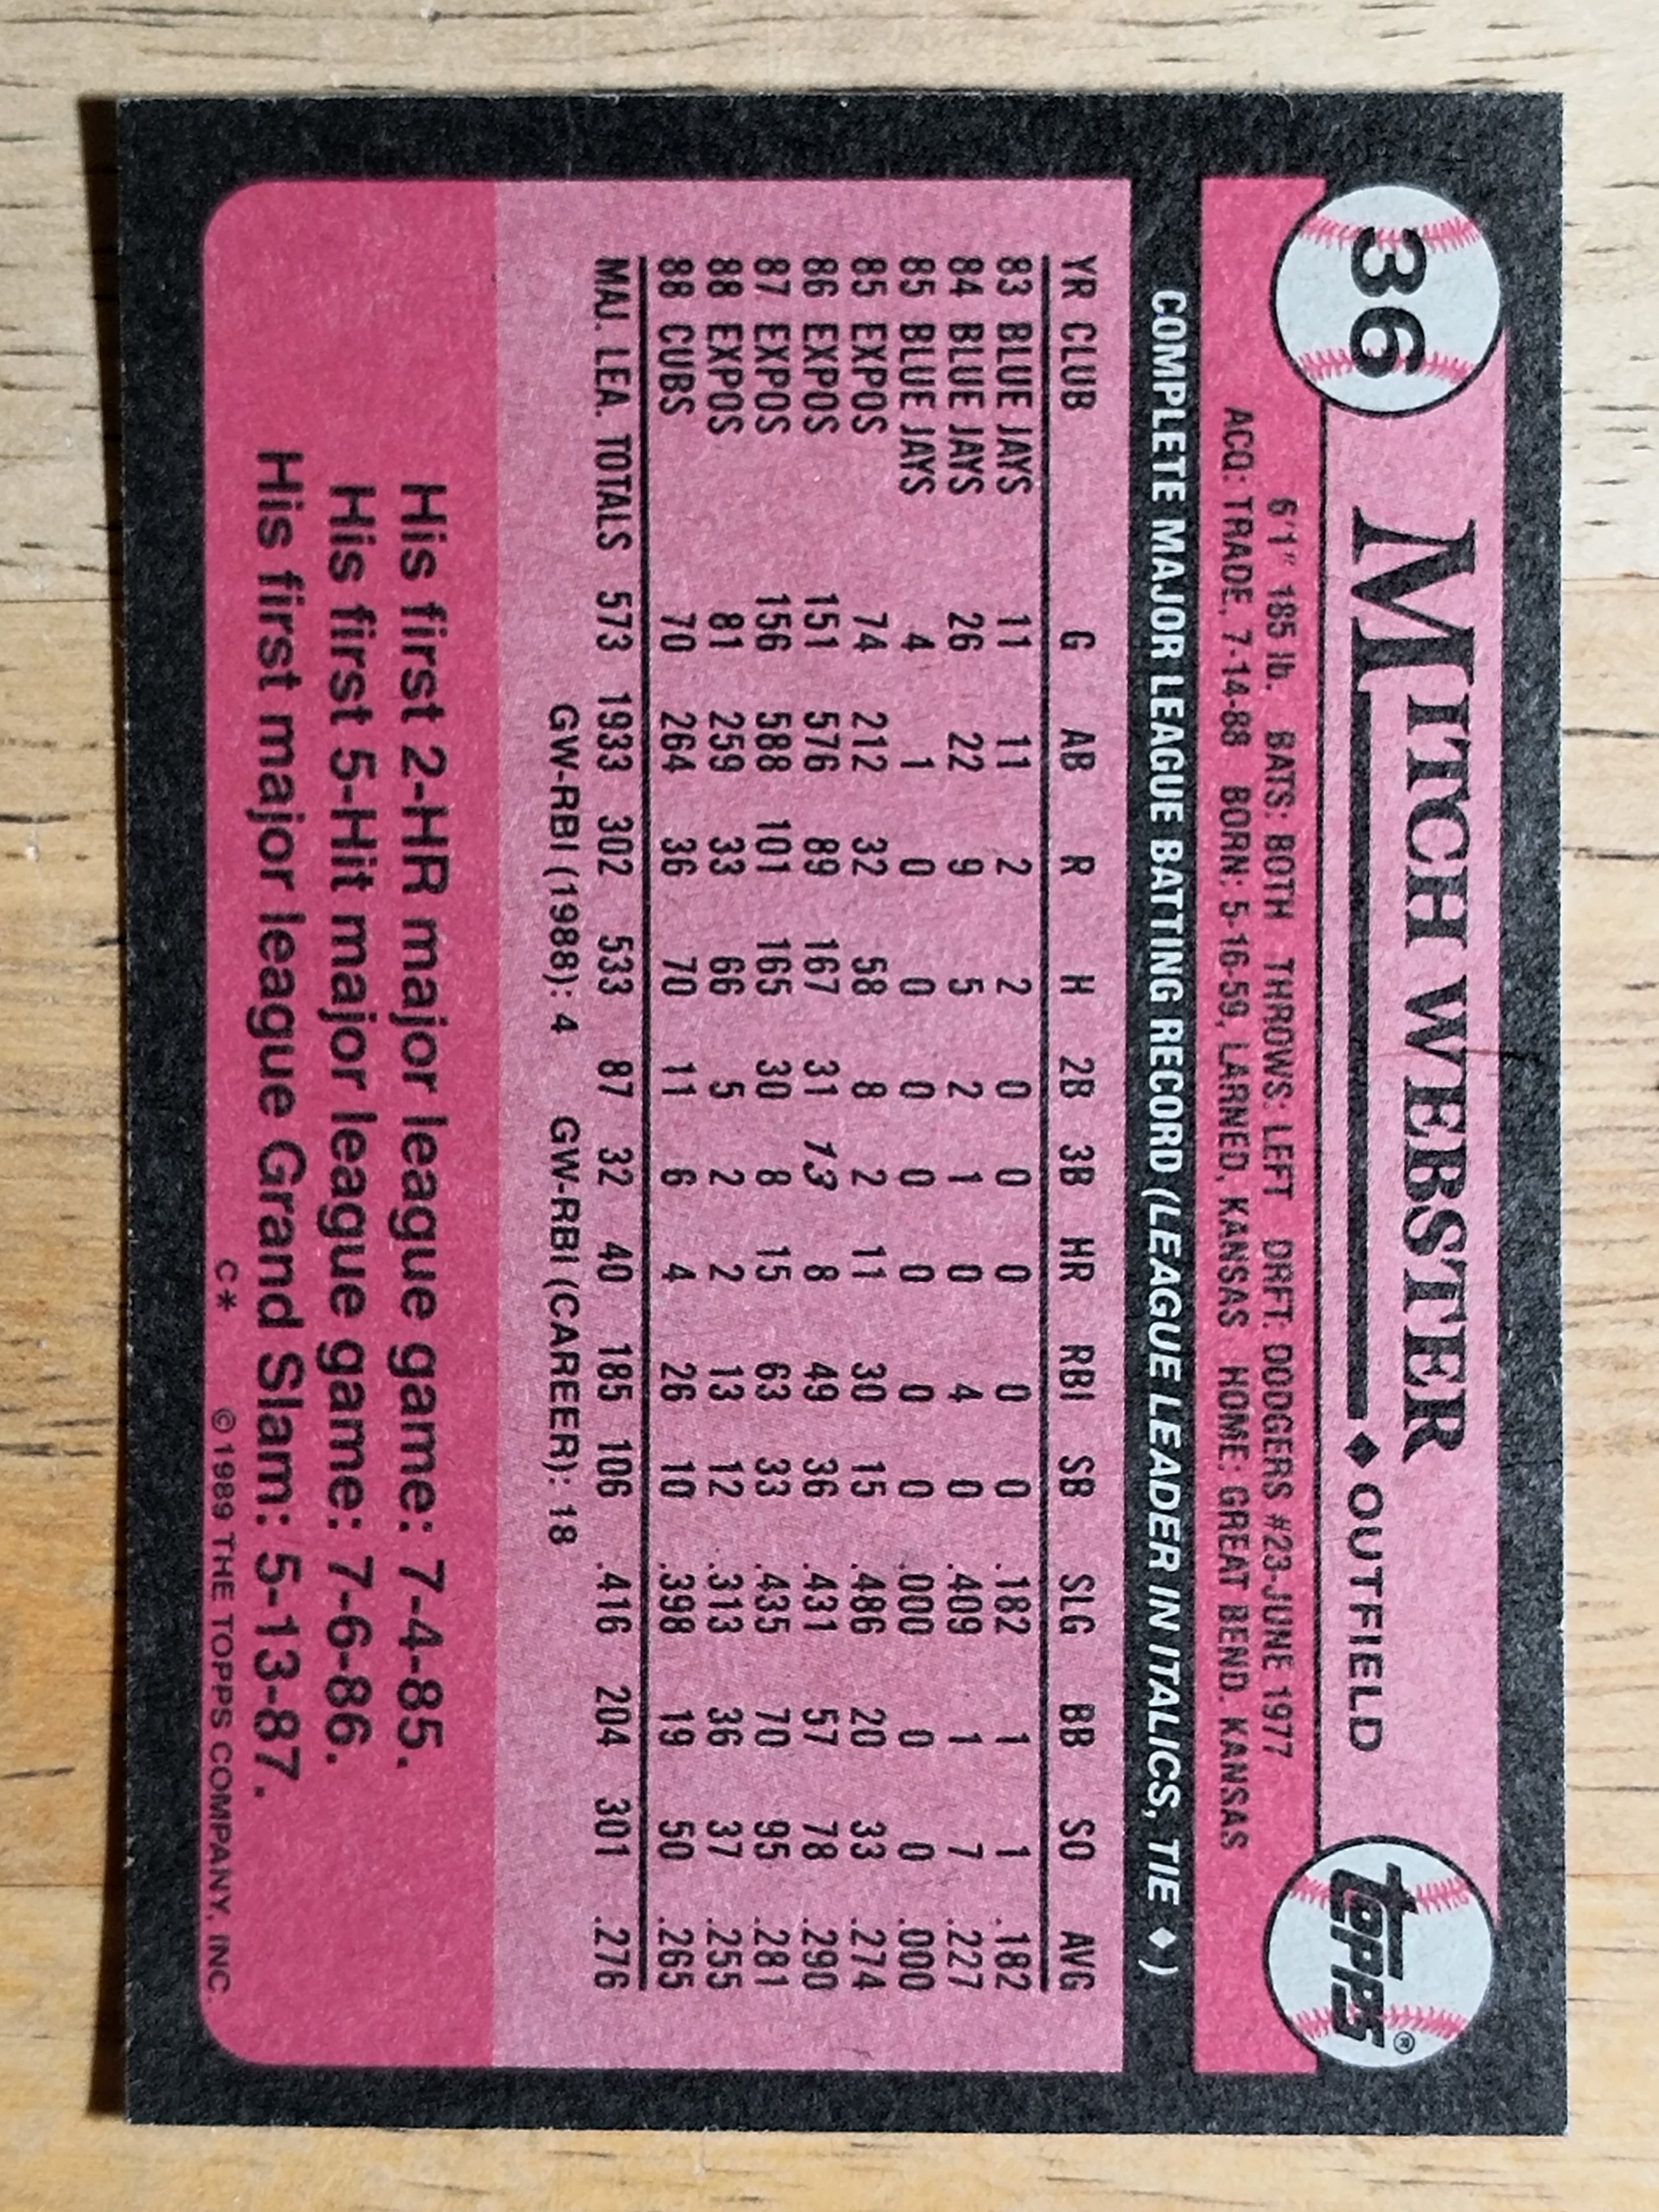 36 MITCH WEBSTER ♦ OUTFIELD Topps®
6'1" 185 lb. BATS: BOTH THROWS: LEFT DRFT: DODGERS #23-JUNE 1977
ACQ: TRADE, 7-14-88 BORN: 5-16-59, LARNED, KANSAS HOME: GREAT BEND, KANSAS
COMPLETE MAJOR LEAGUE BATTING RECORD (LEAGUE LEADER IN ITALICS, TIE ♦)
YR CLUB G AB R H 2B 3B HR RBI SB SLG BB SO AVG
83 BLUE JAYS 11 11 2 2 0 0 0 0 0 .182 1 1 .182
84 BLUE JAYS 26 22 9 5 2 1 0 4 0 .409 1 7 .227
85 BLUE JAYS 4 1 0 0 0 0 0 0 0 .000 0 0 .000
85 EXPOS 74 212 32 58 8 2 11 30 15 .486 20 33 .274
86 EXPOS 151 576 89 167 31 13 8 49 36 .431 57 78 .290
87 EXPOS 156 588 101 165 30 8 15 63 33 .435 70 95 .281
88 EXPOS 81 259 33 66 5 2 2 13 12 .313 36 37 .255
88 CUBS 70 264 36 70 11 6 4 26 10 .398 19 50 .265
MAJ. LEA. TOTALS 573 1933 302 533 87 32 40 185 106 .416 204 301 .276
GW-RBI (1988): 4 GW-RBI (CAREER): 18
His first 2-HR major league game: 7-4-85.
His first 5-Hit major league game: 7-6-86.
His first major league Grand Slam: 5-13-87.
C* © 1989 THE TOPPS COMPANY, INC.